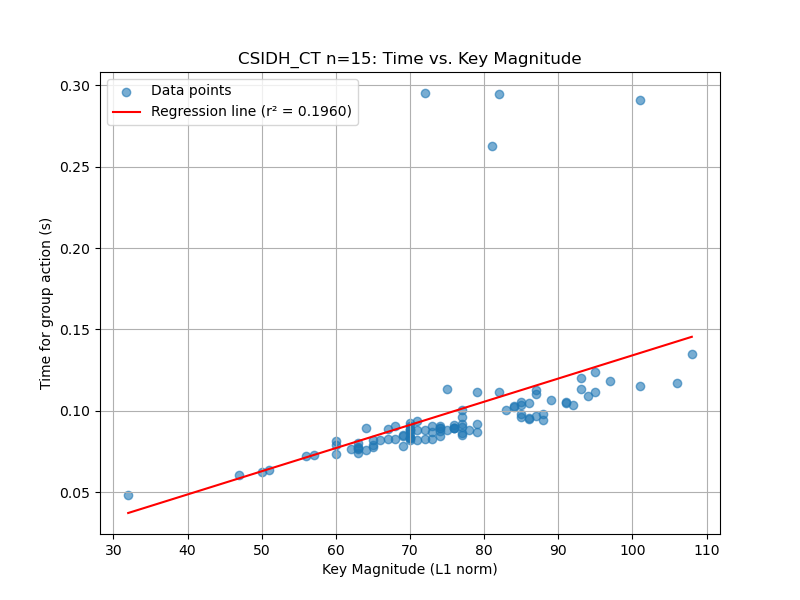 CSIDH_CT n=15: Time vs. Key Magnitude
Data points
Regression line (r² = 0.1960)
Time for group action (s)
0.30
0.25
0.20
0.15
0.10
0.05
30 40 50 60 70 80 90 100 110
Key Magnitude (L1 norm)